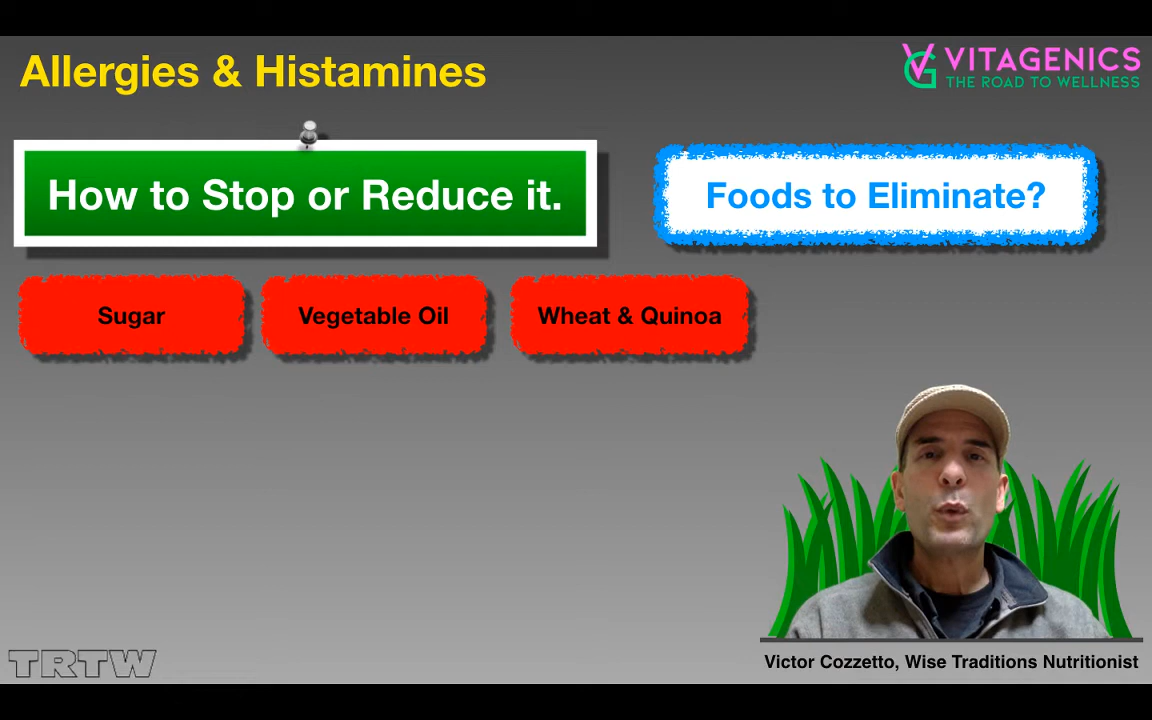 Allergies & Histamines
VITAGENICS
THE ROAD TO WELLNESS
How to Stop or Reduce it.
Foods to Eliminate?
Sugar
Vegetable Oil
Wheat & Quinoa
TRTW
Victor Cozzetto, Wise Traditions Nutritionist